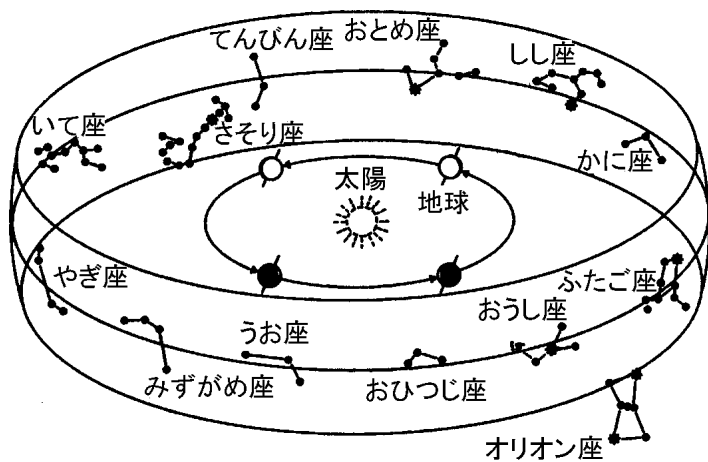 てんびん座
おとめ座
しし座
いて座
さそり座
かに座
太陽
地球
やぎ座
ふたご座
おうし座
うお座
みずがめ座
おひつじ座
オリオン座